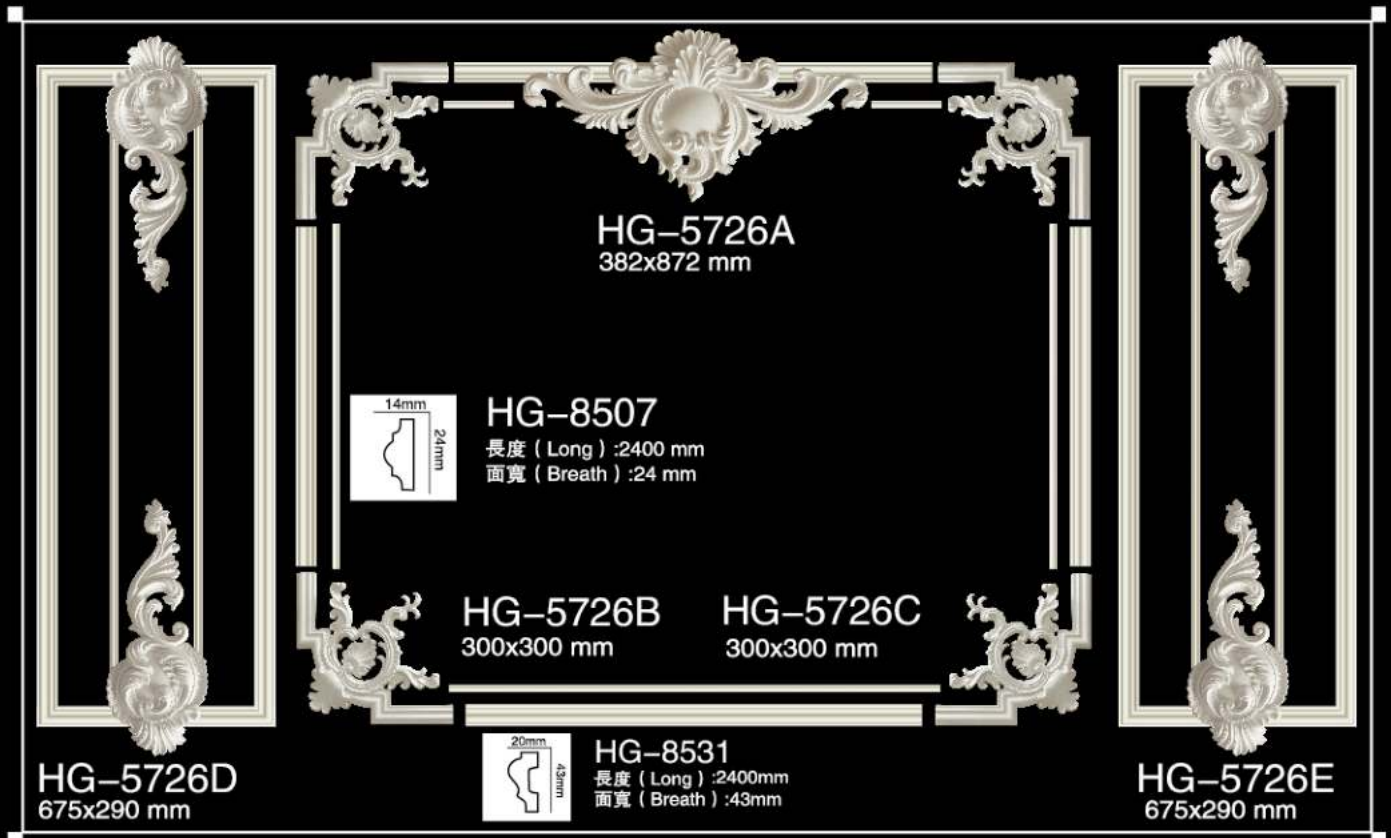 HG-5726A
382x872 mm
14mm
24mm
HG-8507
長度 ( Long ) :2400 mm
面寬 ( Breath ) :24 mm
HG-5726B
300x300 mm
HG-5726C
300x300 mm
20mm
43mm
HG-8531
長度 ( Long ) :2400mm
面寬 ( Breath ) :43mm
HG-5726D
675x290 mm
HG-5726E
675x290 mm